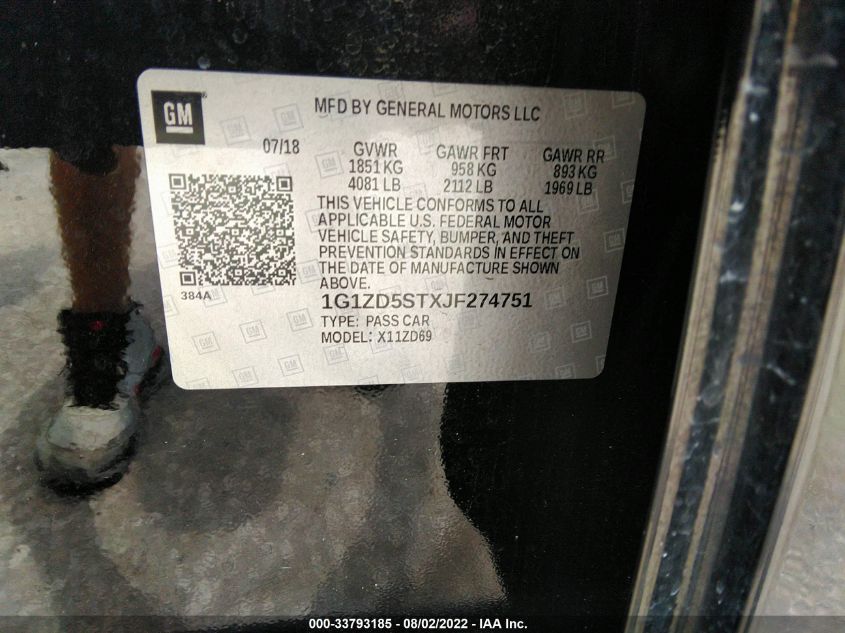 GM
MFD BY GENERAL MOTORS LLC
07/18
GVWR GAWR FRT GAWR RR
1851 KG 958 KG 893 KG
4081 LB 2112 LB 1969 LB
THIS VEHICLE CONFORMS TO ALL
APPLICABLE U.S. FEDERAL MOTOR
VEHICLE SAFETY, BUMPER, AND THEFT
PREVENTION STANDARDS IN EFFECT ON
THE DATE OF MANUFACTURE SHOWN
ABOVE.
384A
1G1ZD5STXJF274751
TYPE: PASS CAR
MODEL: X11ZD69
000-33793185 - 08/02/2022 - IAA Inc.